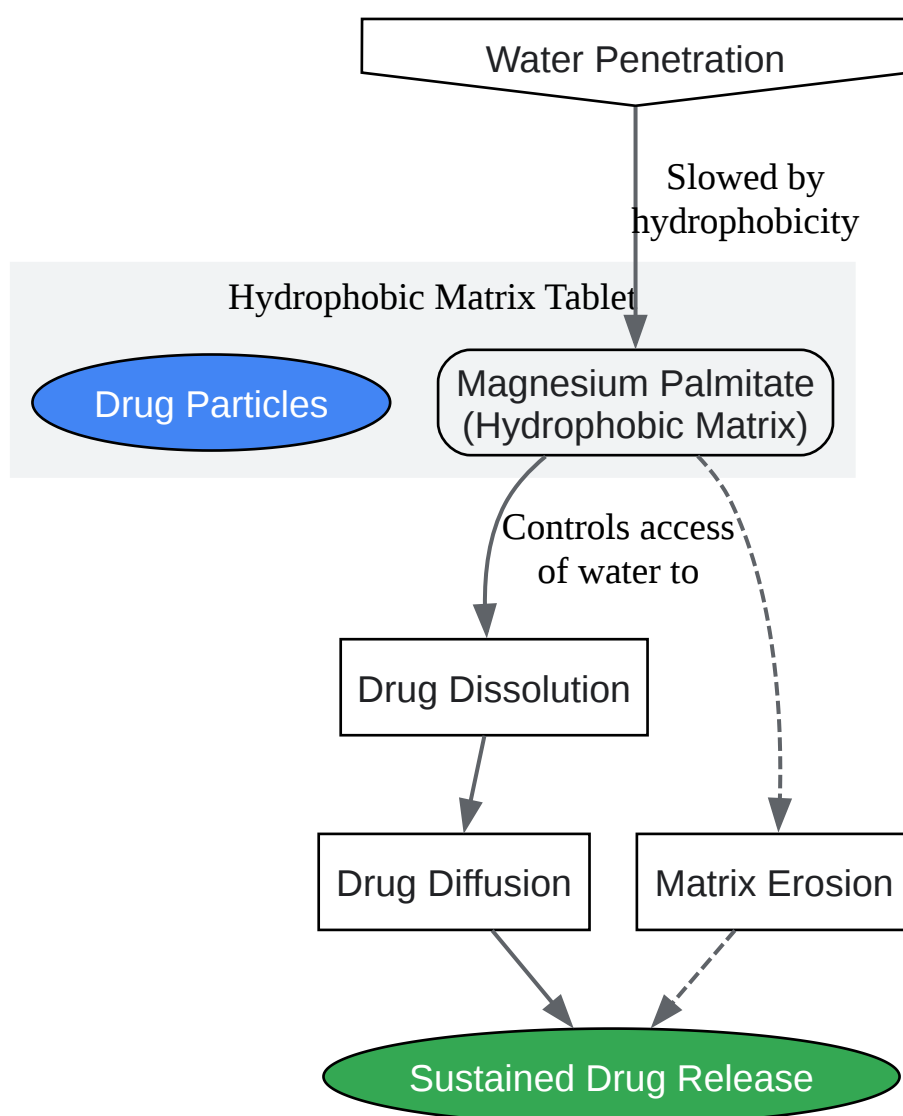 Water Penetration
Slowed by
hydrophobicity
Hydrophobic Matrix Tablet
Drug Particles
Magnesium Palmitate
(Hydrophobic Matrix)
Controls access
of water to
Drug Dissolution
Drug Diffusion
Matrix Erosion
Sustained Drug Release